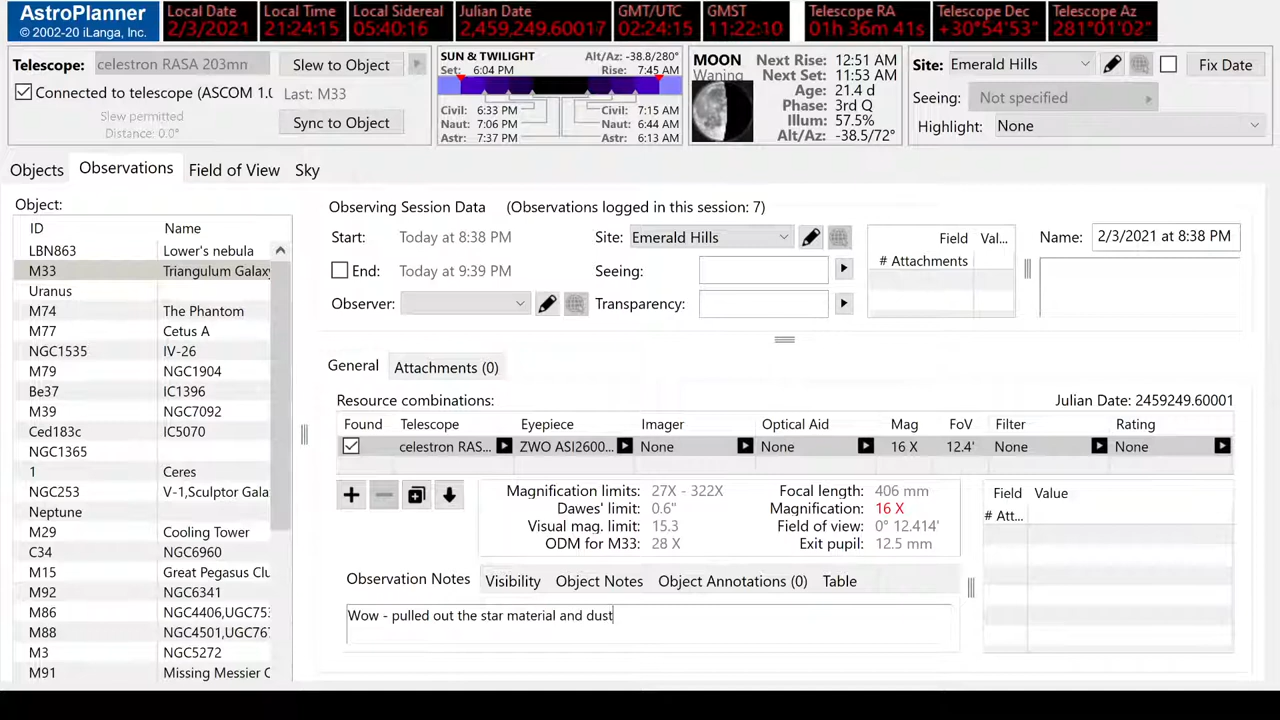 AstroPlanner
© 2002-20 iLanga, Inc.
Local Date
2/3/2021
Local Time
21:24:15
Local Sidereal
05:40:16
Julian Date
2,459,249.60017
GMT/UTC
02:24:15
GMST
11:22:10
Telescope RA
01h 36m 41s
Telescope Dec
+30°54'53"
Telescope Az
281°01'02"
Telescope: celestron RASA 203mn Slew to Object
Connected to telescope (ASCOM 1.0 Last: M33
Slew permitted
Distance: 0.0°
Sync to Object
SUN & TWILIGHT Alt/Az: -38.8/280°
Set: 6:04 PM Rise: 7:45 AM
Civil: 6:33 PM 7:15 AM
Naut: 7:06 PM 6:44 AM
Astr: 7:37 PM 6:13 AM
MOON
Waning
Next Rise: 12:51 AM
Next Set: 11:53 AM
Age: 21.4 d
Phase: 3rd Q
Illum: 57.5%
Alt/Az: -38.5/72°
Site: Emerald Hills Fix Date
Seeing: Not specified
Highlight: None
Objects Observations Field of View Sky
Object:
ID Name
LBN863 Lower's nebula
M33 Triangulum Galaxy
Uranus
M74 The Phantom
M77 Cetus A
NGC1535 IV-26
M79 NGC1904
Be37 IC1396
M39 NGC7092
Ced183c IC5070
NGC1365
1 Ceres
NGC253 V-1,Sculptor Gala
Neptune
M29 Cooling Tower
C34 NGC6960
M15 Great Pegasus Clu
M92 NGC6341
M86 NGC4406,UGC753
M88 NGC4501,UGC767
M3 NGC5272
M91 Missing Messier C
Observing Session Data (Observations logged in this session: 7)
Start: Today at 8:38 PM Site: Emerald Hills
End: Today at 9:39 PM Seeing:
Observer: Transparency:
Field Val...
# Attachments
Name: 2/3/2021 at 8:38 PM
General Attachments (0)
Resource combinations: Julian Date: 2459249.60001
Found Telescope Eyepiece Imager Optical Aid Mag FoV Filter Rating
celestron RAS... ZWO ASI2600... None None 16 X 12.4' None None
Magnification limits: 27X - 322X Focal length: 406 mm
Dawes' limit: 0.6" Magnification: 16 X
Visual mag. limit: 15.3 Field of view: 0° 12.414'
ODM for M33: 28 X Exit pupil: 12.5 mm
Field Value
# Att...
Observation Notes Visibility Object Notes Object Annotations (0) Table
Wow - pulled out the star material and dust